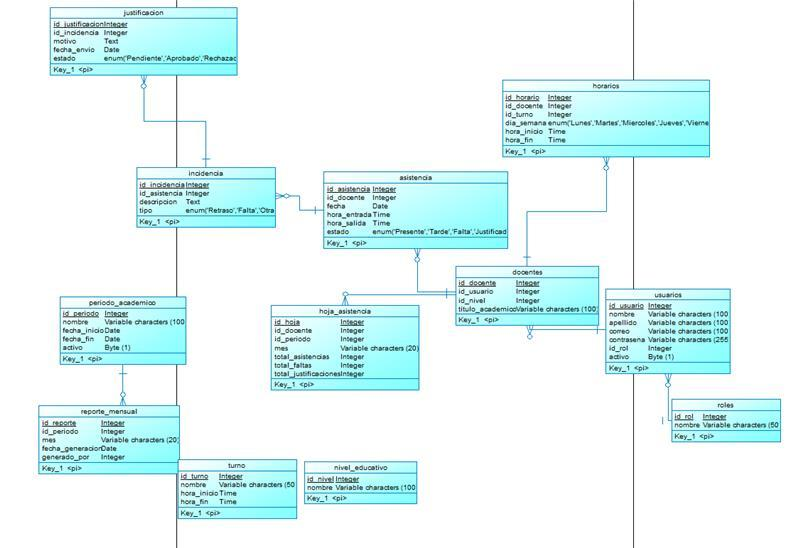 justificacion
id_justificacion Integer
id_incidencia Integer
motivo Text
fecha_envio Date
estado enum('Pendiente','Aprobado','Rechazac
Key_1 <pi>
horarios
id_horario Integer
id_docente Integer
id_turno Integer
dia_semana enum('Lunes','Martes','Miercoles','Jueves','Vierne
hora_inicio Time
hora_fin Time
Key_1 <pi>
incidencia
id_incidencia Integer
id_asistencia Integer
descripcion Text
tipo enum('Retraso','Falta','Otra
Key_1 <pi>
asistencia
id_asistencia Integer
id_docente Integer
fecha Date
hora_entrada Time
hora_salida Time
estado enum('Presente','Tarde','Falta','Justificad
Key_1 <pi>
docentes
id_docente Integer
id_usuario Integer
id_nivel Integer
titulo_academico Variable characters (100)
Key_1 <pi>
usuarios
id_usuario Integer
nombre Variable characters (100
apellido Variable characters (100
correo Variable characters (100
contrasena Variable characters (255
id_rol Integer
activo Byte (1)
Key_1 <pi>
periodo_academico
id_periodo Integer
nombre Variable characters (100
fecha_inicio Date
fecha_fin Date
activo Byte (1)
Key_1 <pi>
hoja_asistencia
id_hoja Integer
id_docente Integer
id_periodo Integer
mes Variable characters (20)
total_asistencias Integer
total_faltas Integer
total_justificaciones Integer
Key_1 <pi>
roles
id_rol Integer
nombre Variable characters (50
Key_1 <pi>
reporte_mensual
id_reporte Integer
id_periodo Integer
mes Variable characters (20)
fecha_generacion Date
generado_por Integer
Key_1 <pi>
turno
id_turno Integer
nombre Variable characters (50
hora_inicio Time
hora_fin Time
Key_1 <pi>
nivel_educativo
id_nivel Integer
nombre Variable characters (100
Key_1 <pi>